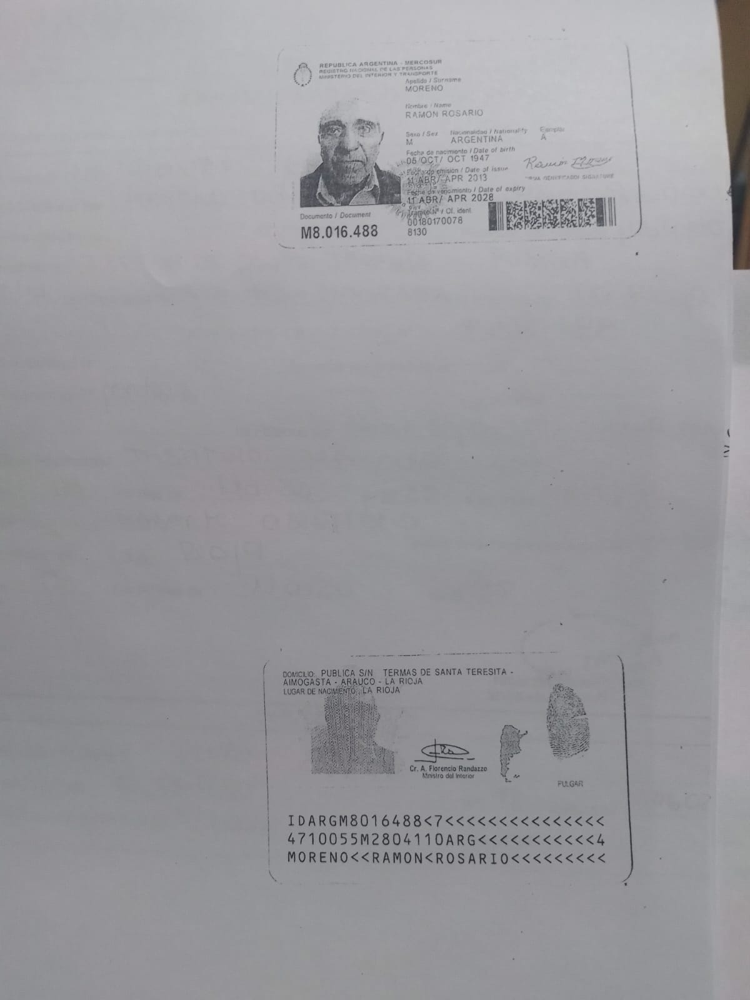 REPUBLICA ARGENTINA - MERCOSUR
REGISTRO NACIONAL DE LAS PERSONAS
MINISTERIO DEL INTERIOR Y TRANSPORTE
Apellido / Surname
MORENO
Nombre / Name
RAMON ROSARIO
Sexo / Sex Nacionalidad / Nationality Ejemplar
M ARGENTINA A
Fecha de nacimiento / Date of birth
05/OCT/ OCT 1947
Fecha de emisión / Date of issue
11 ABR/ APR 2013
Fecha de vencimiento / Date of expiry
11 ABR/ APR 2028
Tramite Nº / Of. ident.
00180170078
8130
Documento / Document
M8.016.488
Ramón Moreno
SIGNATURE
DOMICILIO: PUBLICA S/N TERMAS DE SANTA TERESITA -
AIMOGASTA - ARAUCO - LA RIOJA
LUGAR DE NACIMIENTO: LA RIOJA
Cr. A. Florencio Randazzo
Ministro del Interior
PULGAR
IDARGM8016488<7<<<<<<<<<<<<<<<
4710055M2804110ARG<<<<<<<<<<<4
MORENO<<RAMON<ROSARIO<<<<<<<<<